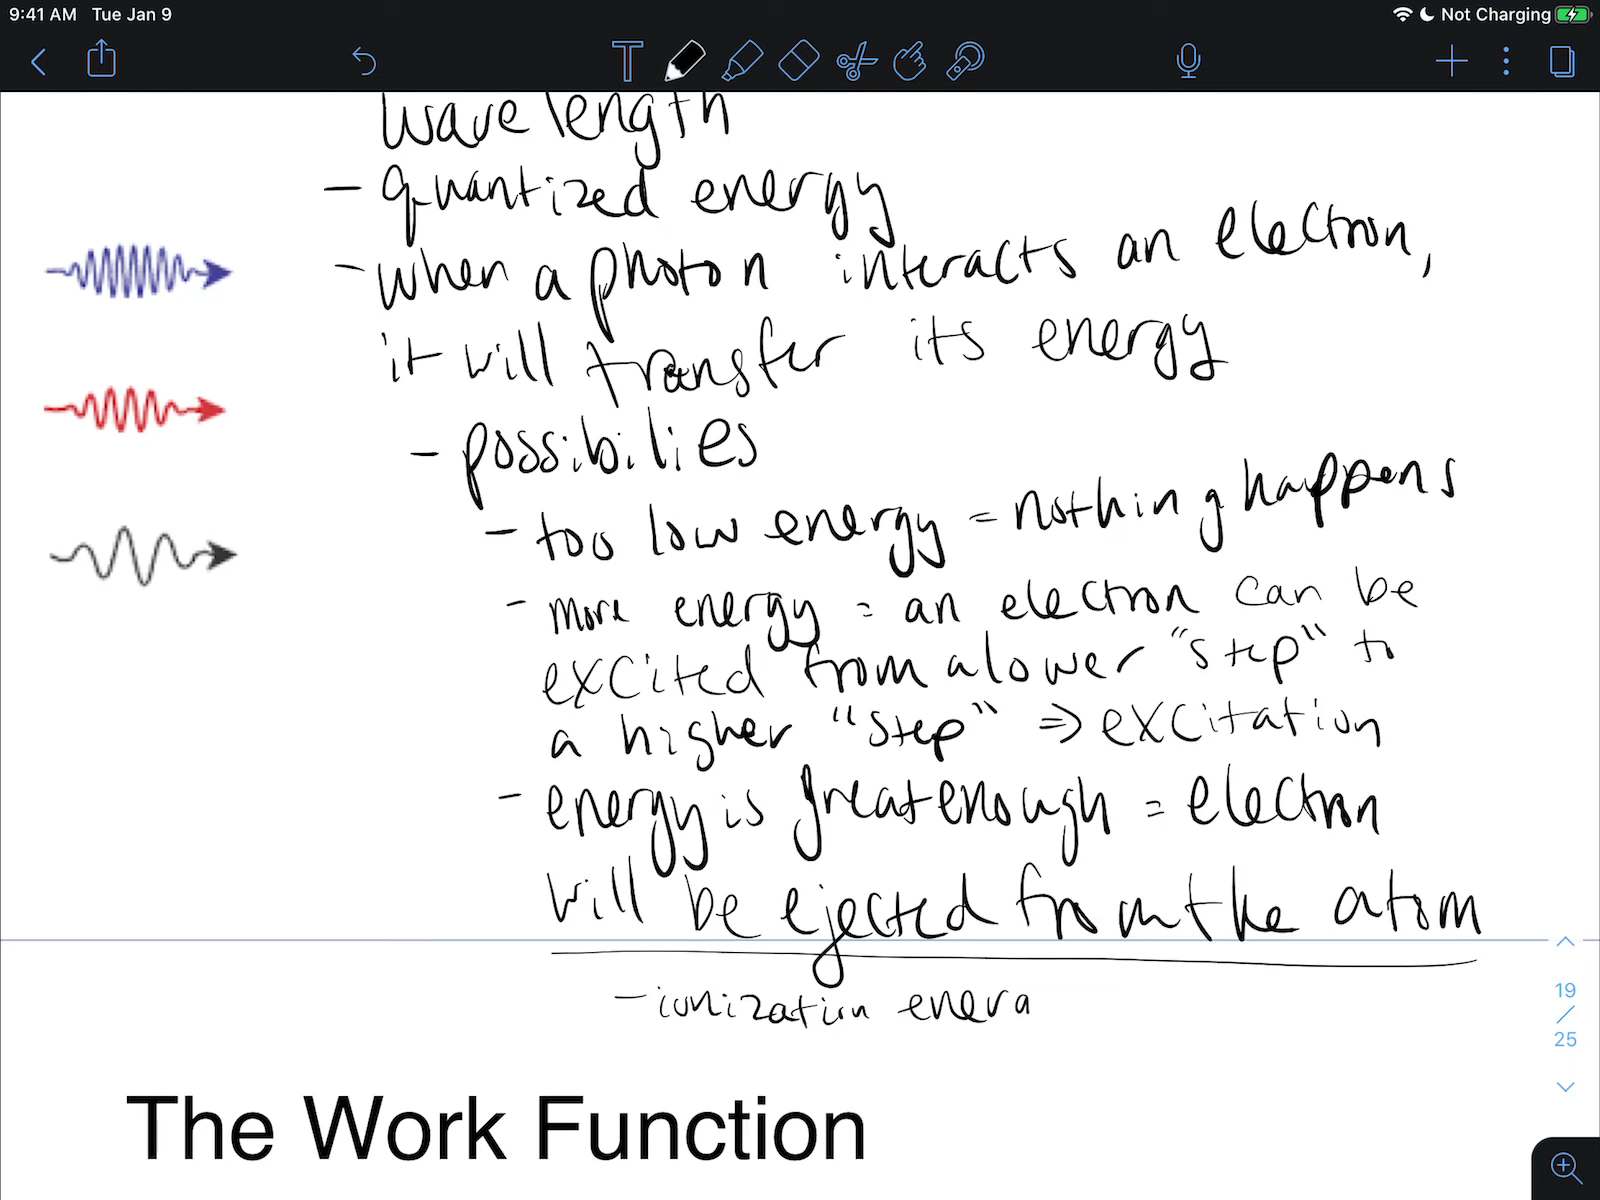 9:41 AM Tue Jan 9 Not Charging
wavelength
- quantized energy
- when a photon interacts an electron,
it will transfer its energy
- possibilies
- too low energy = nothing happens
- more energy = an electron can be
excited from a lower "step" to
a higher "step" => excitation
- energy is great enough = electron
will be ejected from the atom
- ionization energ
19
/
25
The Work Function